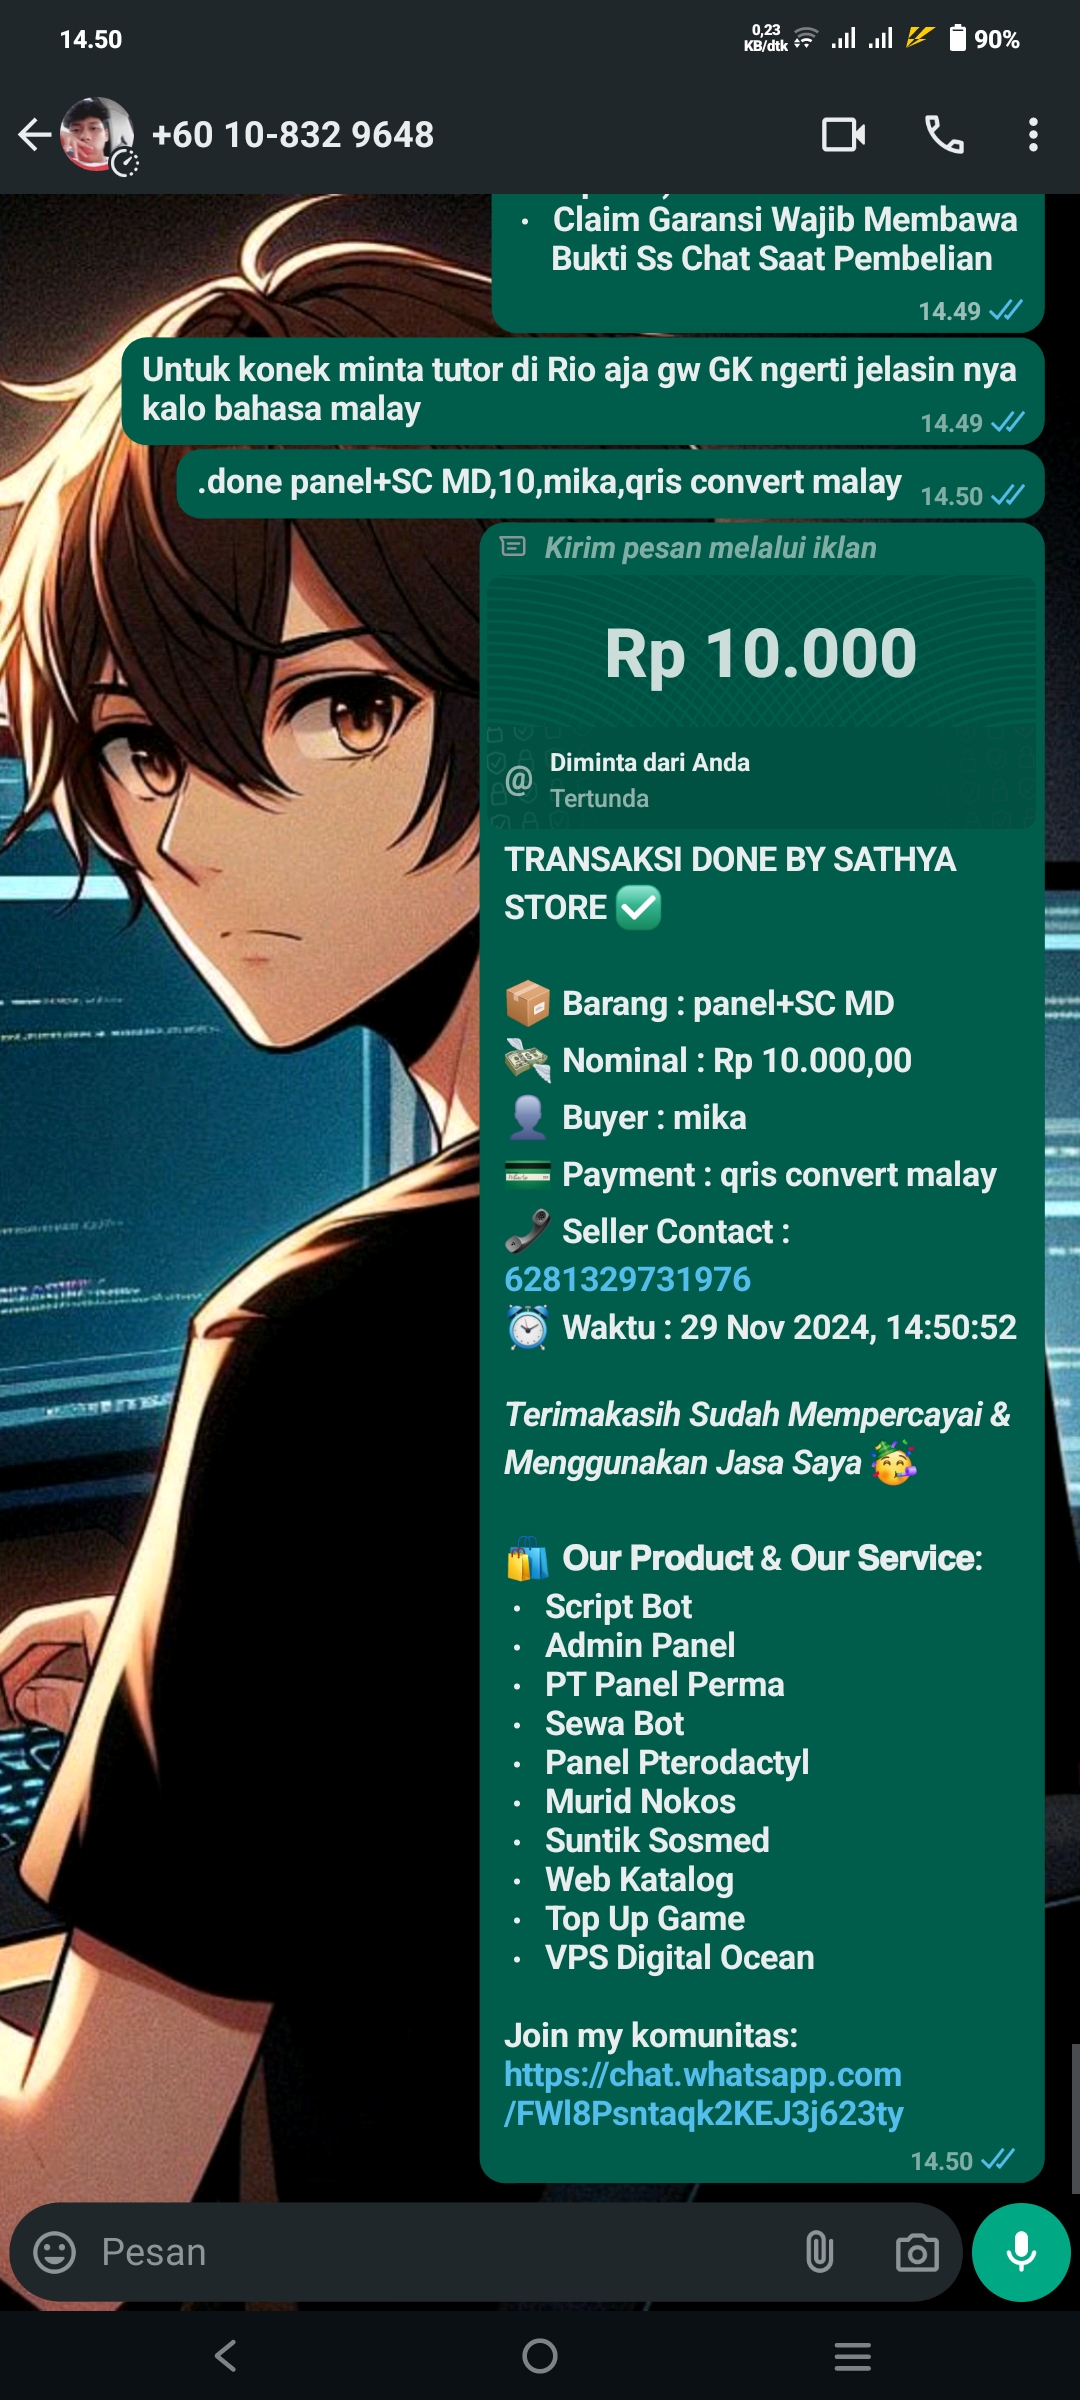 14.50
0,23
KB/dtk
90%
+60 10-832 9648
• Claim Garansi Wajib Membawa
Bukti Ss Chat Saat Pembelian
14.49
Untuk konek minta tutor di Rio aja gw GK ngerti jelasin nya
kalo bahasa malay
14.49
.done panel+SC MD,10,mika,qris convert malay
14.50
Kirim pesan melalui iklan
Rp 10.000
@
Diminta dari Anda
Tertunda
TRANSAKSI DONE BY SATHYA
STORE ✅
📦 Barang : panel+SC MD
💸 Nominal : Rp 10.000,00
👤 Buyer : mika
💳 Payment : qris convert malay
📞 Seller Contact :
6281329731976
⏰ Waktu : 29 Nov 2024, 14:50:52
Terimakasih Sudah Mempercayai &
Menggunakan Jasa Saya 🥳
🛍️ Our Product & Our Service:
• Script Bot
• Admin Panel
• PT Panel Perma
• Sewa Bot
• Panel Pterodactyl
• Murid Nokos
• Suntik Sosmed
• Web Katalog
• Top Up Game
• VPS Digital Ocean
Join my komunitas:
https://chat.whatsapp.com
/FWl8Psntaqk2KEJ3j623ty
14.50
Pesan